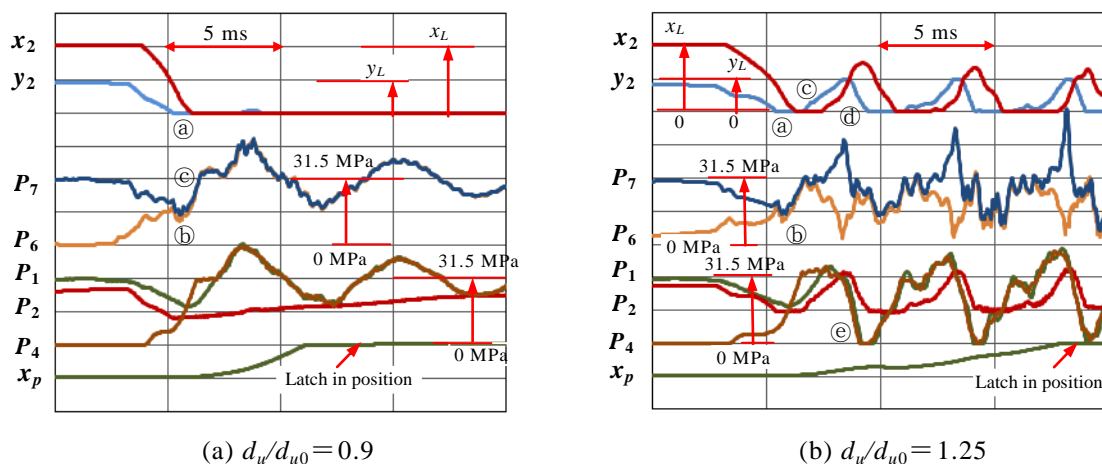 x2
5 ms
xL
y2
yL
ⓐ
ⓒ
31.5 MPa
P7
ⓑ
P6
0 MPa
P1
31.5 MPa
P2
P4
0 MPa
Latch in position
xp
(a) du/du0=0.9
xL
x2
5 ms
yL
y2
ⓒ
0
0
ⓐ
ⓓ
31.5 MPa
P7
P6
ⓑ
0 MPa
P1
31.5 MPa
P2
ⓔ
P4
0 MPa
Latch in position
xp
(b) du/du0=1.25